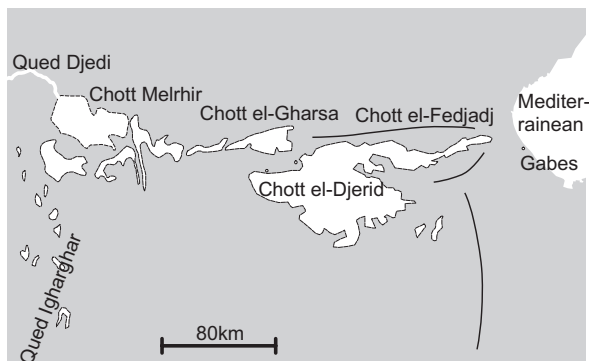 Qued Djedi
Chott Melrhir
Chott el-Gharsa
Chott el-Fedjadj
Mediter-
rainean
Gabes
Chott el-Djerid
Qued Igharghar
80km